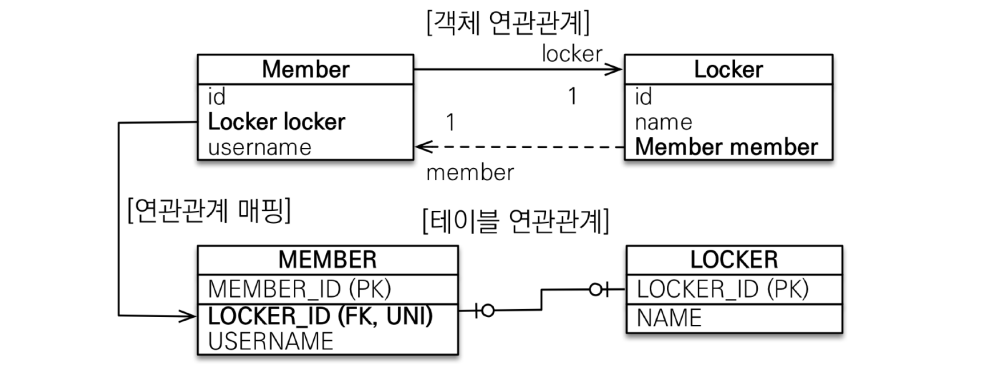 [객체 연관관계]
locker
Member
id
Locker locker
username
1
1
member
Locker
id
name
Member member
[연관관계 매핑]
[테이블 연관관계]
MEMBER
MEMBER_ID (PK)
LOCKER_ID (FK, UNI)
USERNAME
LOCKER
LOCKER_ID (PK)
NAME